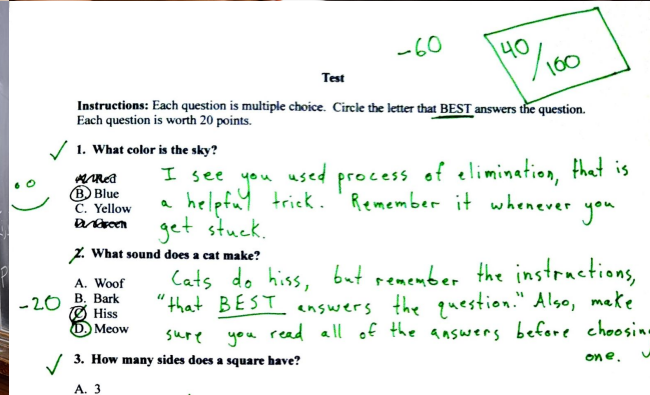 -60
40/100
Test
Instructions: Each question is multiple choice. Circle the letter that BEST answers the question.
Each question is worth 20 points.
✓ 1. What color is the sky?
A. Red
B. Blue
C. Yellow
D. Green
I see you used process of elimination, that is
a helpful trick. Remember it whenever you
get stuck.
2. What sound does a cat make?
A. Woof
B. Bark
C. Hiss
D. Meow
-20
Cats do hiss, but remember the instructions,
"that BEST answers the question." Also, make
sure you read all of the answers before choosing
one.
✓ 3. How many sides does a square have?
A. 3